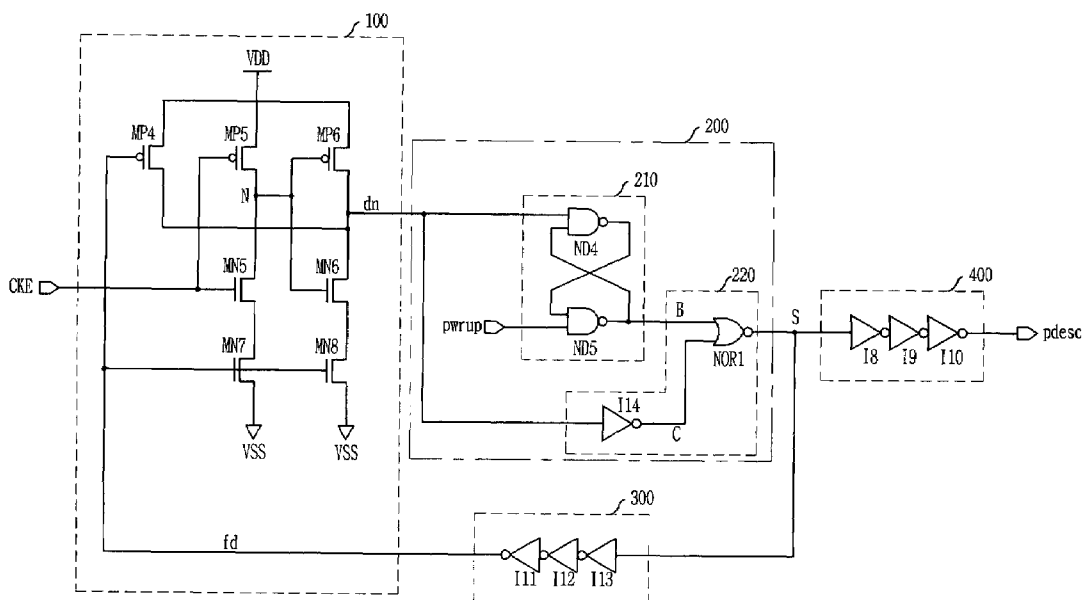 100
VDD
MP4
MP5
MP6
N
dn
CKE
MN5
MN6
MN7
MN8
VSS
VSS
fd
200
210
ND4
pwrup
ND5
220
B
NOR1
I14
C
S
400
I8
I9
I10
pdesc
300
I11
I12
I13